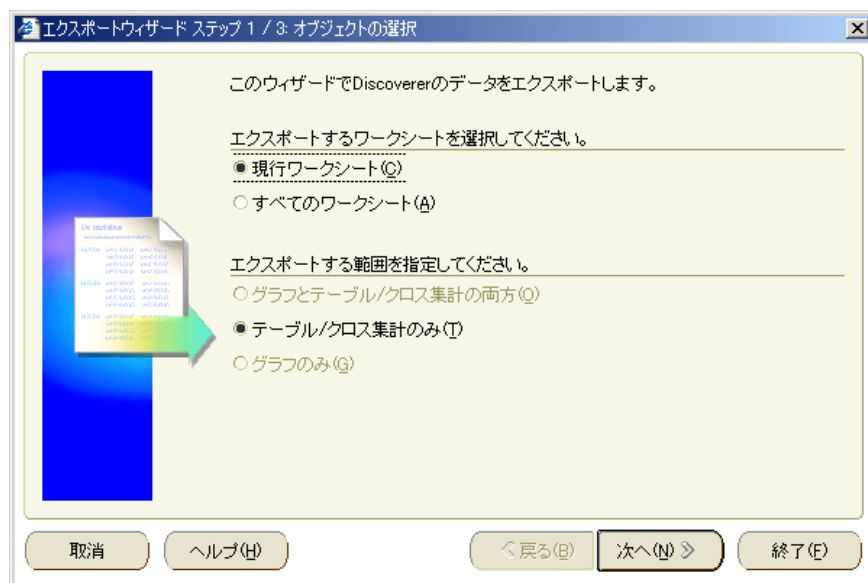 エクスポートウィザード ステップ 1 / 3: オブジェクトの選択
このウィザードでDiscovererのデータをエクスポートします。
エクスポートするワークシートを選択してください。
現行ワークシート(C)
すべてのワークシート(A)
エクスポートする範囲を指定してください。
グラフとテーブル/クロス集計の両方(O)
テーブル/クロス集計のみ(T)
グラフのみ(G)
取消
ヘルプ(H)
戻る(B)
次へ(N)
終了(F)